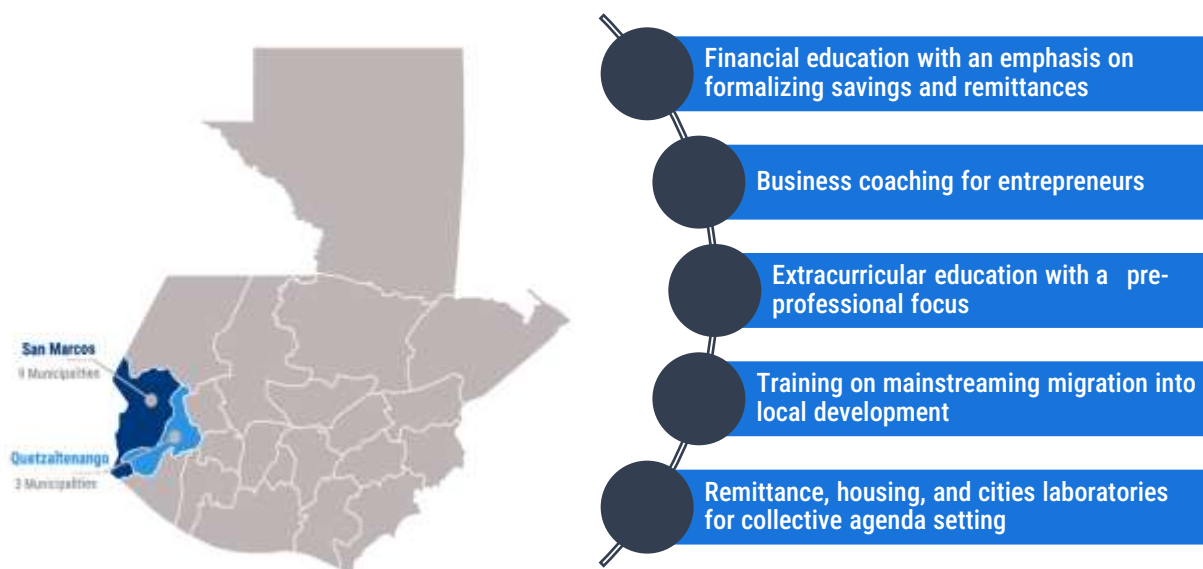 San Marcos
9 Municipalities
Quetzaltenango
3 Municipalities
Financial education with an emphasis on
formalizing savings and remittances
Business coaching for entrepreneurs
Extracurricular education with a pre-
professional focus
Training on mainstreaming migration into
local development
Remittance, housing, and cities laboratories
for collective agenda setting